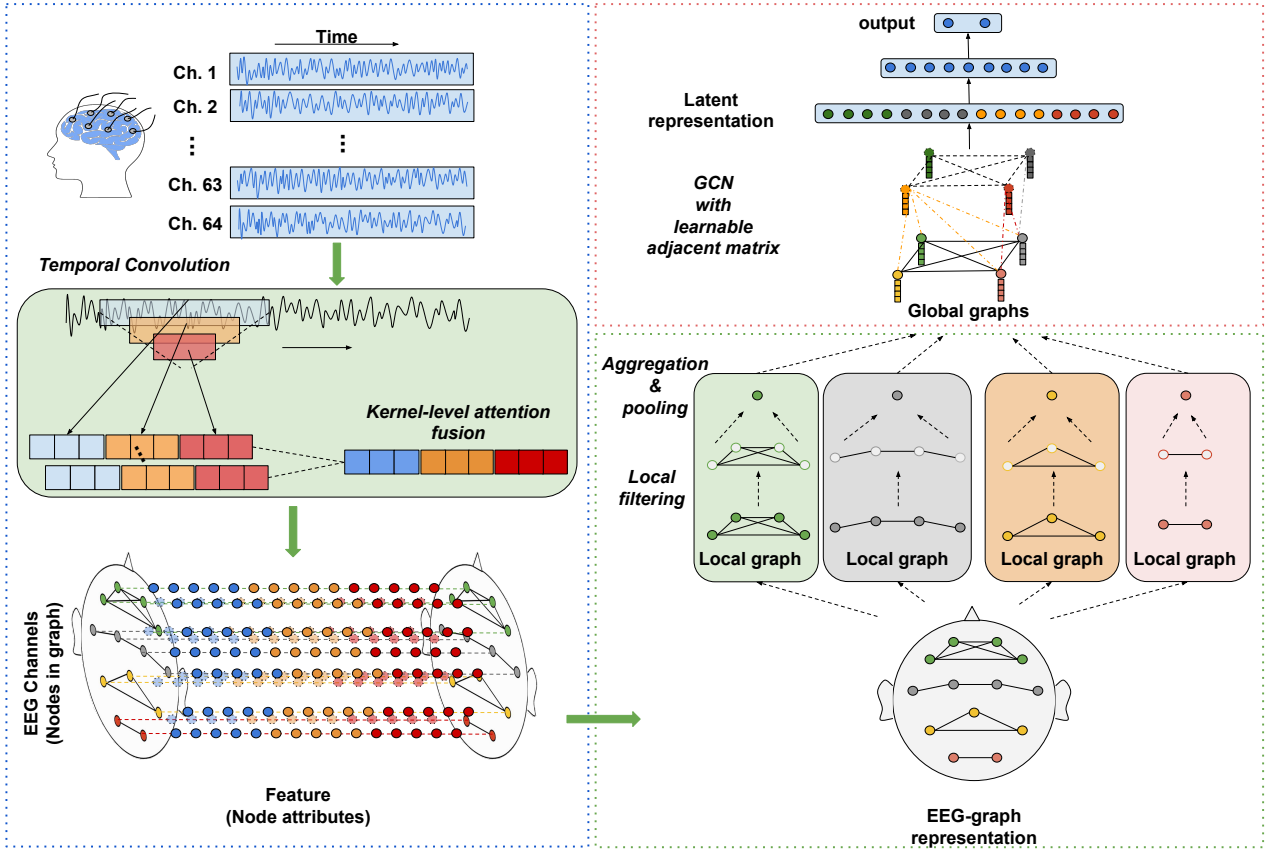 Time
Ch. 1
Ch. 2
Ch. 63
Ch. 64
Temporal Convolution
Kernel-level attention
fusion
EEG Channels
(Nodes in graph)
Feature
(Node attributes)
output
Latent
representation
GCN
with
learnable
adjacent matrix
Global graphs
Aggregation
&
pooling
Local
filtering
Local graph
Local graph
Local graph
Local graph
EEG-graph
representation